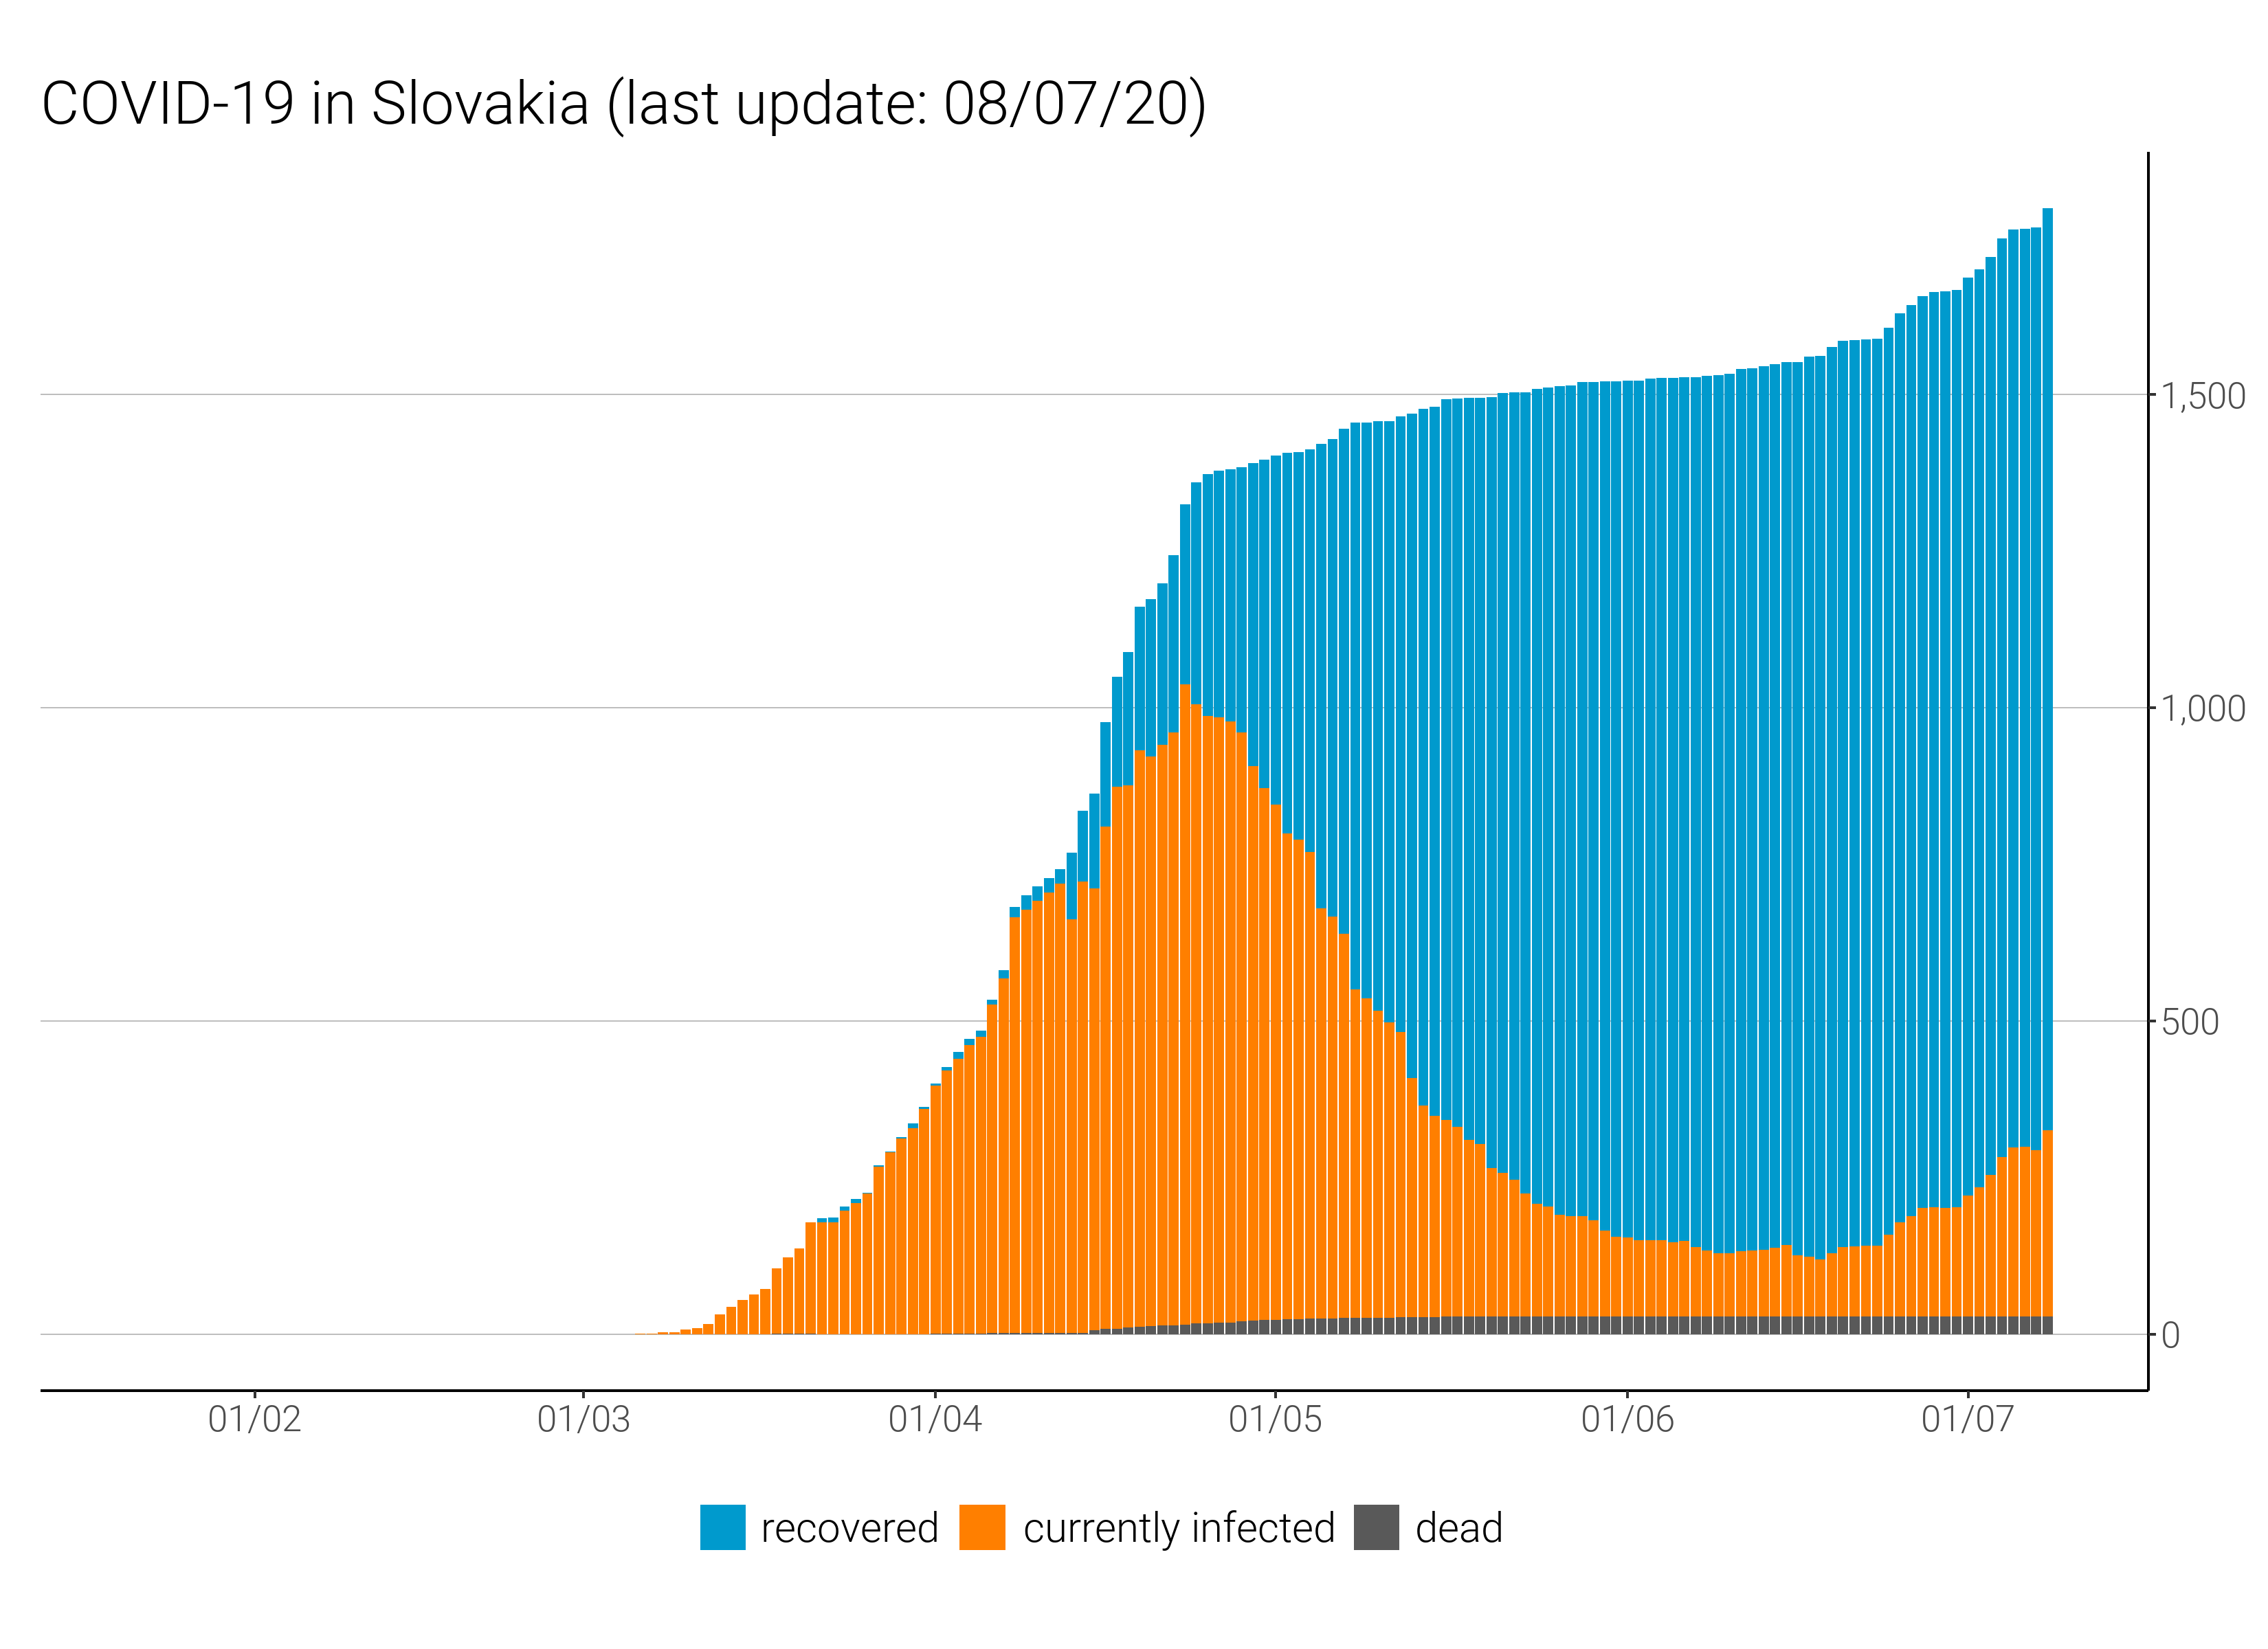 COVID-19 in Slovakia (last update: 08/07/20)
1,500
1,000
500
0
01/02 01/03 01/04 01/05 01/06 01/07
recovered currently infected dead